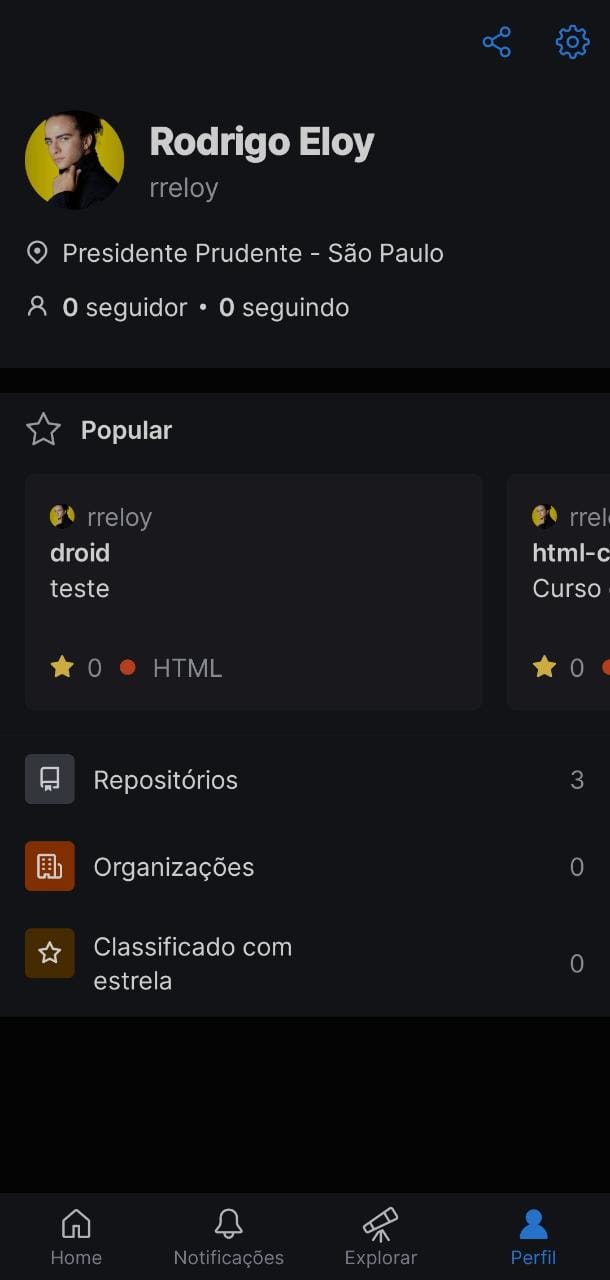 Rodrigo Eloy
rreloy
Presidente Prudente - São Paulo
0 seguidor • 0 seguindo
Popular
rreloy
droid
teste
0 HTML
rrelo
html-c
Curso
0
Repositórios 3
Organizações 0
Classificado com
estrela
0
Home Notificações Explorar Perfil